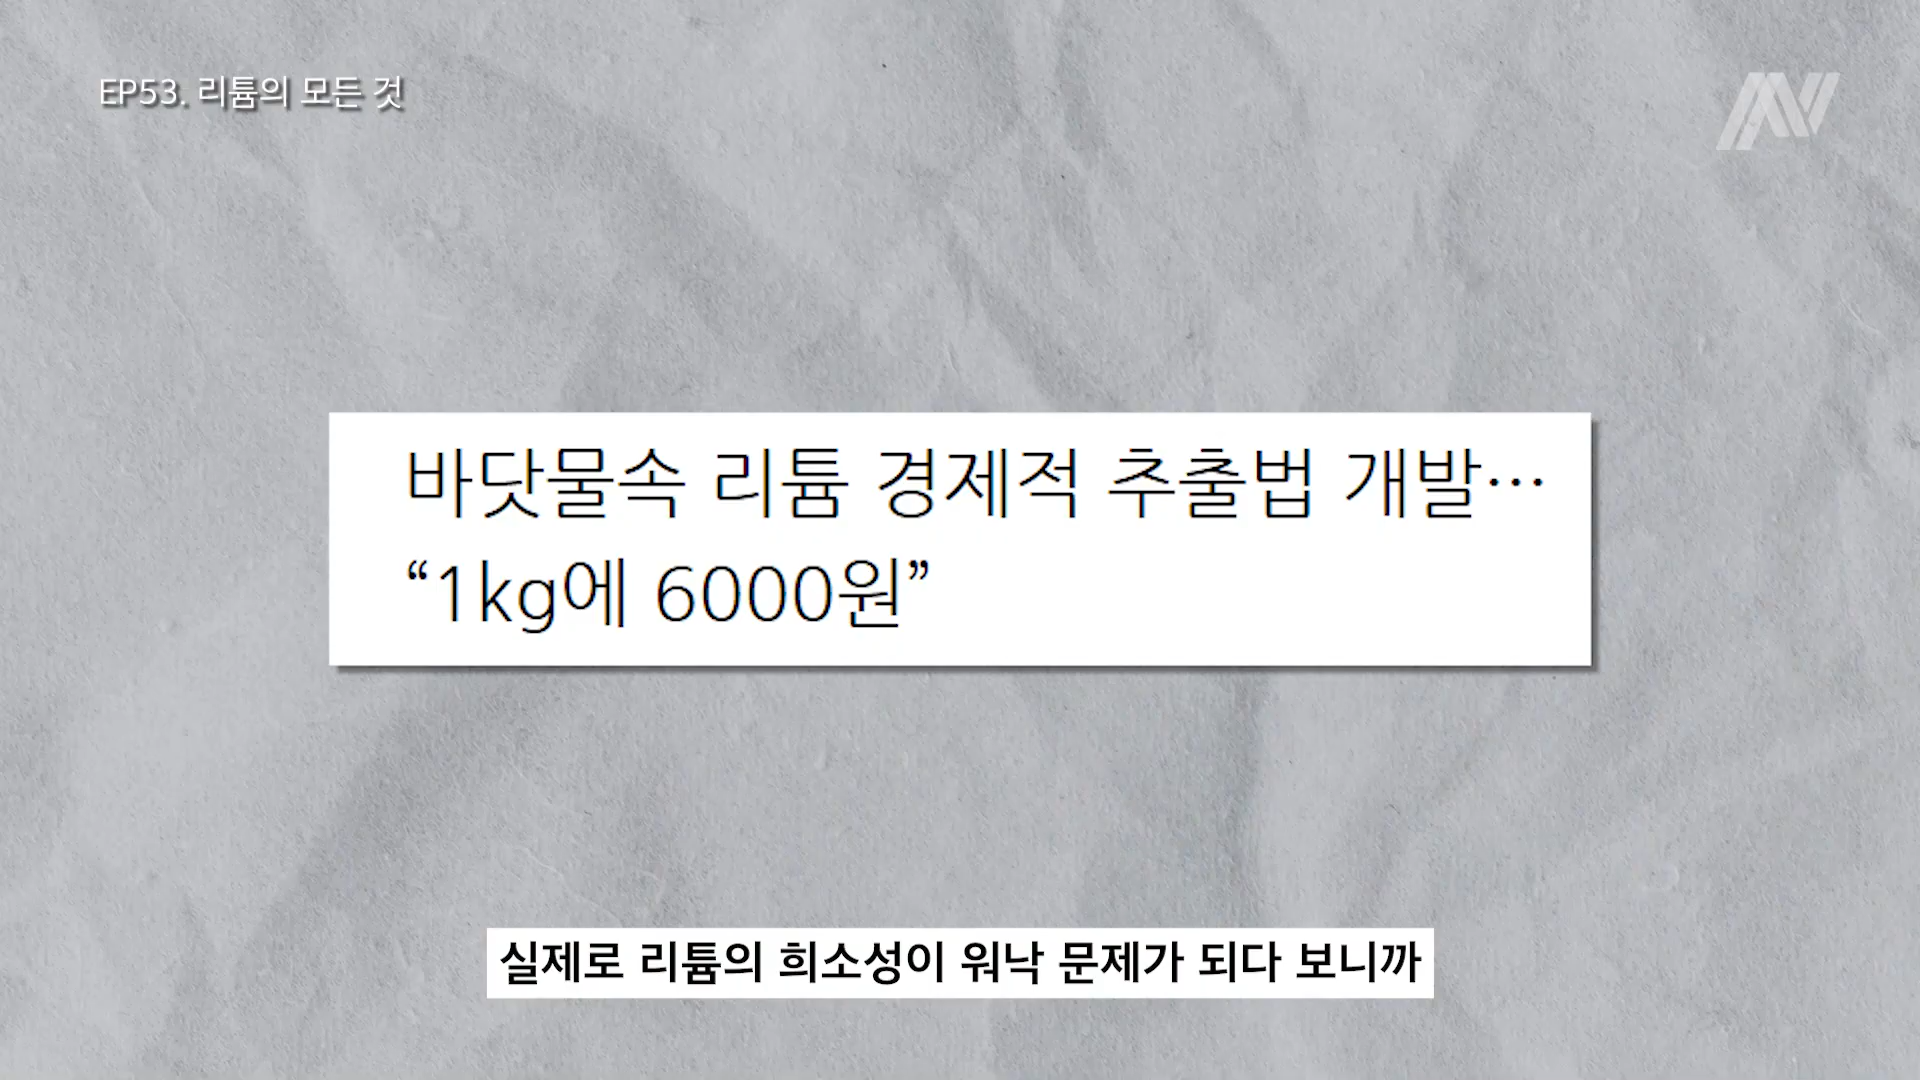 EP53. 리튬의 모든 것
바닷물속 리튬 경제적 추출법 개발…
“1kg에 6000원”
실제로 리튬의 희소성이 워낙 문제가 되다 보니까